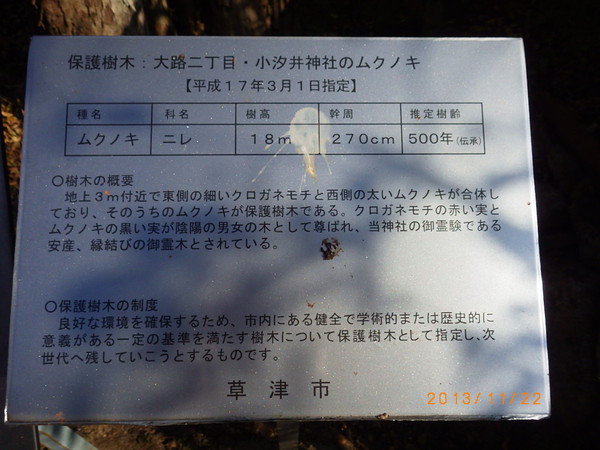 保護樹木：大路二丁目・小汐井神社のムクノキ
【平成１７年３月１日指定】
種名 科名 樹高 幹周 推定樹齢
ムクノキ ニレ １８ｍ ２７０ｃｍ ５００年（伝承）
○樹木の概要
地上３ｍ付近で東側の細いクロガネモチと西側の太いムクノキが合体し
ており、そのうちのムクノキが保護樹木である。クロガネモチの赤い実と
ムクノキの黒い実が陰陽の男女の木として尊ばれ、当神社の御霊験である
安産、縁結びの御霊木とされている。
○保護樹木の制度
良好な環境を確保するため、市内にある健全で学術的または歴史的に
意義がある一定の基準を満たす樹木について保護樹木として指定し、次
世代へ残していこうとするものです。
草津市
2013/11/22